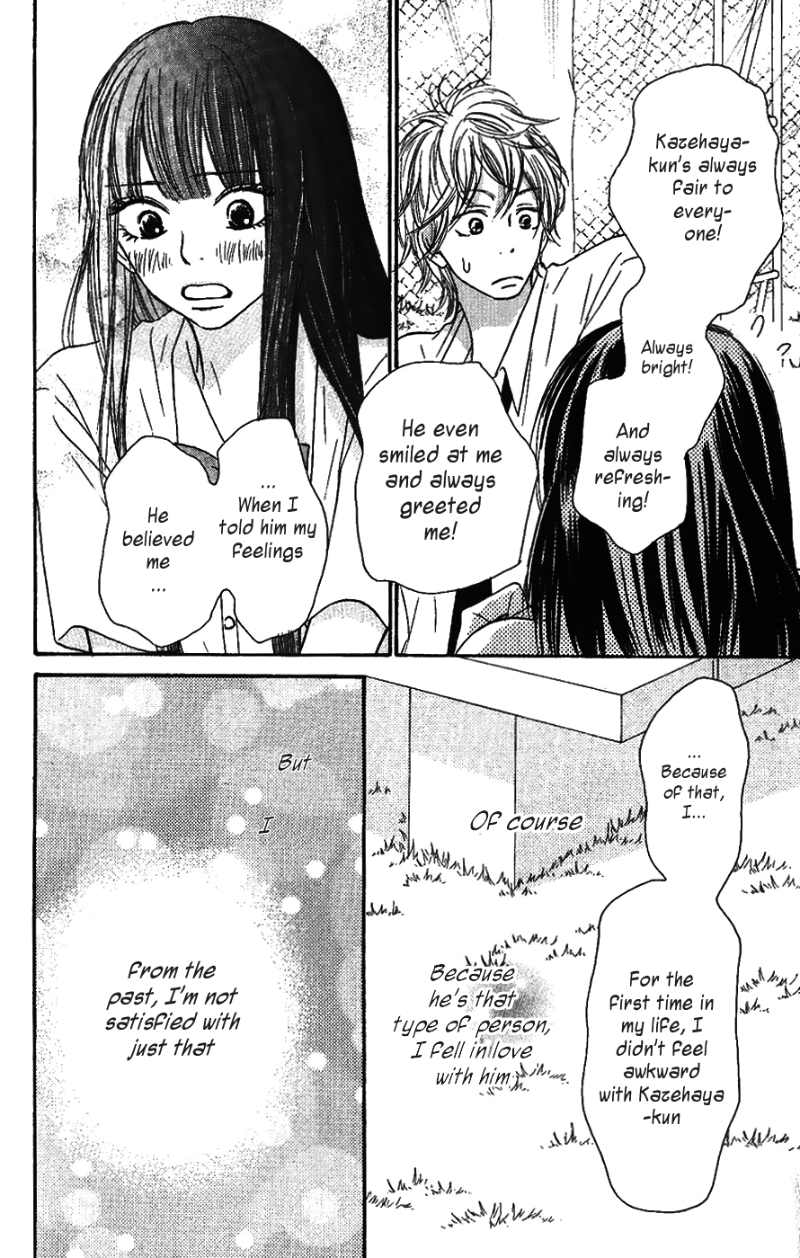 Kazehaya-
kun's always
fair to
every-
one!
Always
bright!
And
always
refresh-
ing!
He even
smiled at me
and always
greeted
me!
...
When I
told him my
feelings
He
believed
me
...
...
Because
of that,
I...
For the
first time in
my life, I
didn't feel
awkward
with Kazehaya
-kun
Of course
Because
he's that
type of person,
I fell inlove
with him
But
I
From the
past, I'm not
satisfied with
just that